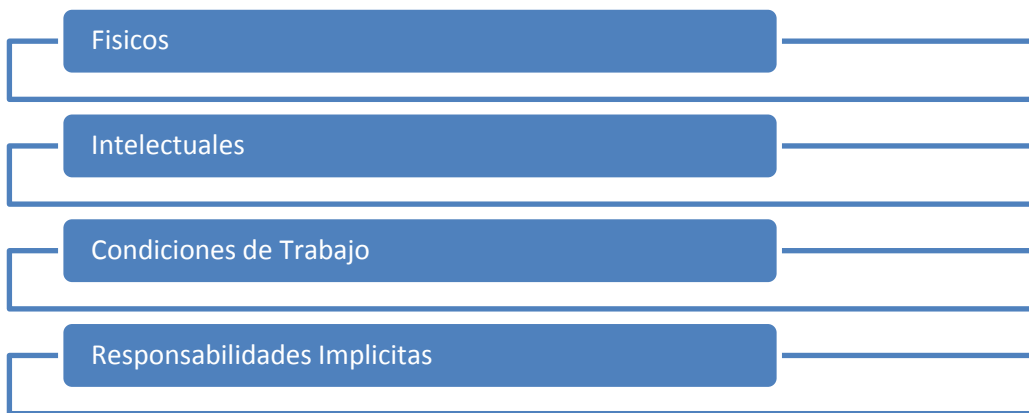 Fisicos
Intelectuales
Condiciones de Trabajo
Responsabilidades Implicitas